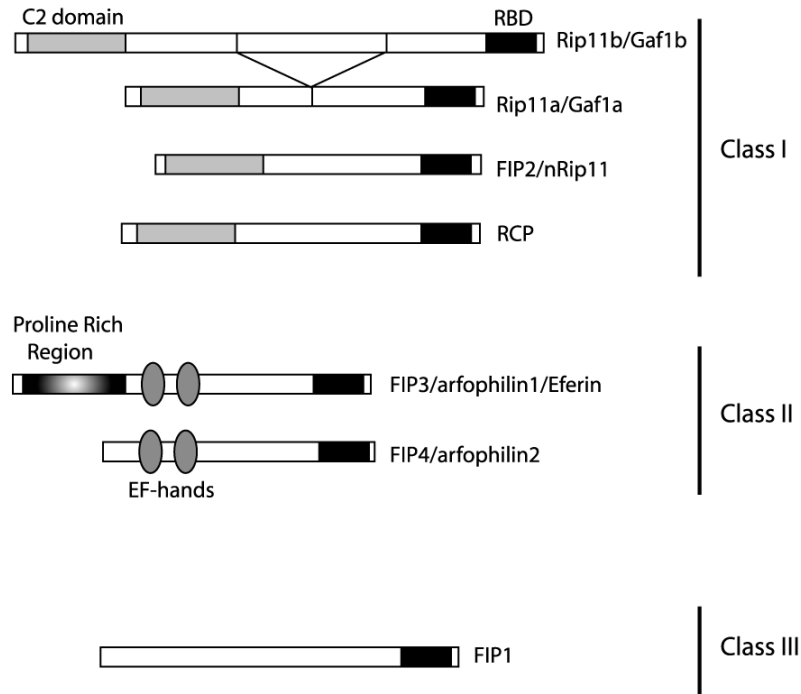 C2 domain
RBD
Rip11b/Gaf1b
Rip11a/Gaf1a
FIP2/nRip11
RCP
Class I
Proline Rich
Region
FIP3/arfophilin1/Eferin
FIP4/arfophilin2
EF-hands
Class II
FIP1
Class III